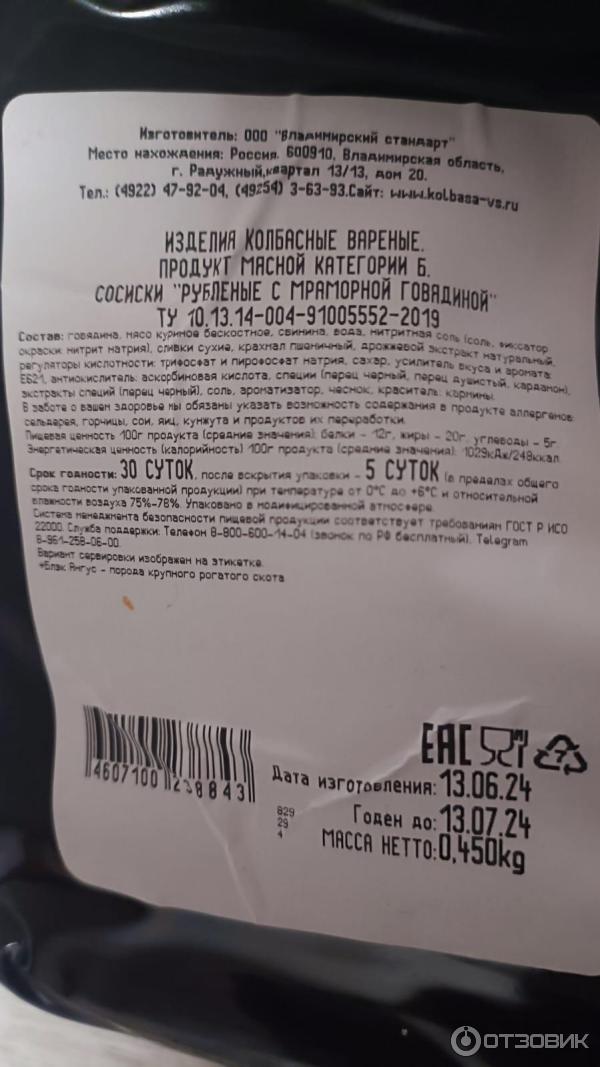 Изготовитель: ООО "Владимирский стандарт"
Место нахождения: Россия, 600910, Владимирская область,
г. Радужный,квартал 13/13, дом 20.
Тел.: (4922) 47-92-04, (49254) 3-63-93.Сайт: www.kolbasa-vs.ru
ИЗДЕЛИЯ КОЛБАСНЫЕ ВАРЕНЫЕ.
ПРОДУКТ МЯСНОЙ КАТЕГОРИИ Б.
СОСИСКИ "РУБЛЕНЫЕ С МРАМОРНОЙ ГОВЯДИНОЙ"
ТУ 10.13.14-004-91005552-2019
Состав: говядина, мясо куриное бескостное, свинина, вода, нитритная соль (соль, фиксатор
окраски: нитрит натрия), сливки сухие, крахмал пшеничный, дрожжевой экстракт натуральный,
регуляторы кислотности: трифосфат и пирофосфат натрия, сахар, усилитель вкуса и аромата:
Е621, антиокислитель: аскорбиновая кислота, специи (перец черный, перец душистый, кардамон),
экстракты специй (перец черный), соль, ароматизатор, чеснок, краситель: кармины.
В заботе о вашем здоровье мы обязаны указать возможность содержания в продукте аллергенов:
сельдерея, горчицы, сои, яиц, кунжута и продуктов их переработки.
Пищевая ценность 100г продукта (средние значения): белки - 12г, жиры - 20г, углеводы - 5г.
Энергетическая ценность (калорийность) 100г продукта (средние значения): 1029кДж/248ккал.
Срок годности: 30 СУТОК, после вскрытия упаковки - 5 СУТОК (в пределах общего
срока годности упакованной продукции) при температуре от 0°С до +6°С и относительной
влажности воздуха 75%-78%. Упаковано в модифицированной атмосфере.
Система менеджмента безопасности пищевой продукции соответствует требованиям ГОСТ Р ИСО
22000. Служба поддержки: Телефон 8-800-600-14-04 (звонок по РФ бесплатный). Telegram
8-961-258-06-00.
Вариант сервировки изображен на этикетке.
*Блэк Янгус - порода крупного рогатого скота
EAC
7
4607100 238843
Дата изготовления: 13.06.24
829
29
4
Годен до: 13.07.24
МАССА НЕТТО:0,450kg
ОТЗОВИК